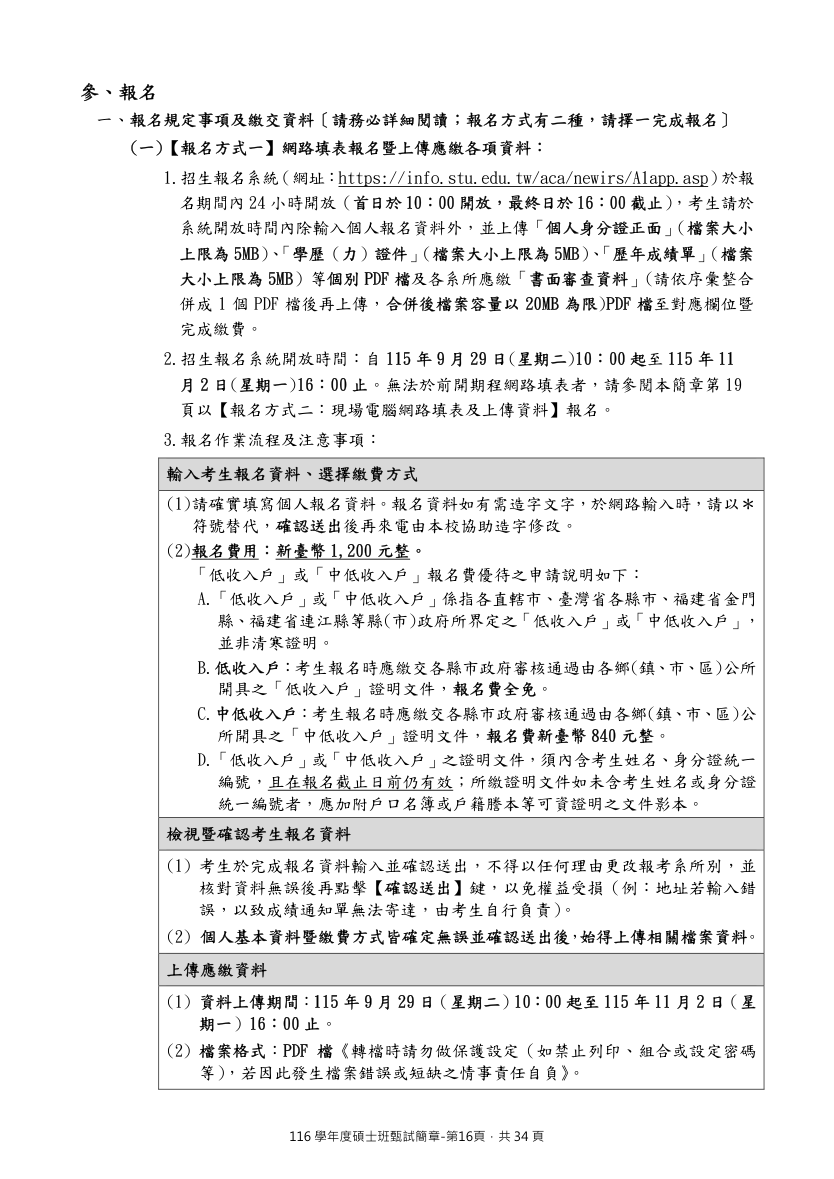 參、報名
一、報名規定事項及繳交資料〔請務必詳細閱讀；報名方式有二種，請擇一完成報名〕
(一)【報名方式一】網路填表報名暨上傳應繳各項資料：
1.招生報名系統(網址：https://info.stu.edu.tw/aca/newirs/A1app.asp)於報
名期間內24小時開放(首日於10：00開放，最終日於16：00截止)，考生請於
系統開放時間內除輸入個人報名資料外，並上傳「個人身分證正面」(檔案大小
上限為5MB)、「學歷(力)證件」(檔案大小上限為5MB)、「歷年成績單」(檔案
大小上限為5MB)等個別PDF檔及各系所應繳「書面審查資料」(請依序彙整合
併成1個PDF檔後再上傳，合併後檔案容量以20MB為限)PDF檔至對應欄位暨
完成繳費。
2.招生報名系統開放時間：自115年9月29日(星期二)10：00起至115年11
月2日(星期一)16：00止。無法於前開期程網路填表者，請參閱本簡章第19
頁以【報名方式二：現場電腦網路填表及上傳資料】報名。
3.報名作業流程及注意事項：
輸入考生報名資料、選擇繳費方式
(1)請確實填寫個人報名資料。報名資料如有需造字文字，於網路輸入時，請以＊
符號替代，確認送出後再來電由本校協助造字修改。
(2)報名費用：新臺幣1,200元整。
「低收入戶」或「中低收入戶」報名費優待之申請說明如下：
A.「低收入戶」或「中低收入戶」係指各直轄市、臺灣省各縣市、福建省金門
縣、福建省連江縣等縣(市)政府所界定之「低收入戶」或「中低收入戶」，
並非清寒證明。
B.低收入戶：考生報名時應繳交各縣市政府審核通過由各鄉(鎮、市、區)公所
開具之「低收入戶」證明文件，報名費全免。
C.中低收入戶：考生報名時應繳交各縣市政府審核通過由各鄉(鎮、市、區)公
所開具之「中低收入戶」證明文件，報名費新臺幣840元整。
D.「低收入戶」或「中低收入戶」之證明文件，須內含考生姓名、身分證統一
編號，且在報名截止日前仍有效；所繳證明文件如未含考生姓名或身分證
統一編號者，應加附戶口名簿或戶籍謄本等可資證明之文件影本。
檢視暨確認考生報名資料
(1) 考生於完成報名資料輸入並確認送出，不得以任何理由更改報考系所別，並
核對資料無誤後再點擊【確認送出】鍵，以免權益受損(例：地址若輸入錯
誤，以致成績通知單無法寄達，由考生自行負責)。
(2) 個人基本資料暨繳費方式皆確定無誤並確認送出後，始得上傳相關檔案資料。
上傳應繳資料
(1) 資料上傳期間：115年9月29日(星期二)10：00起至115年11月2日(星
期一)16：00止。
(2) 檔案格式：PDF 檔《轉檔時請勿做保護設定(如禁止列印、組合或設定密碼
等)，若因此發生檔案錯誤或短缺之情事責任自負》。
116 學年度碩士班甄試簡章-第16頁，共 34 頁